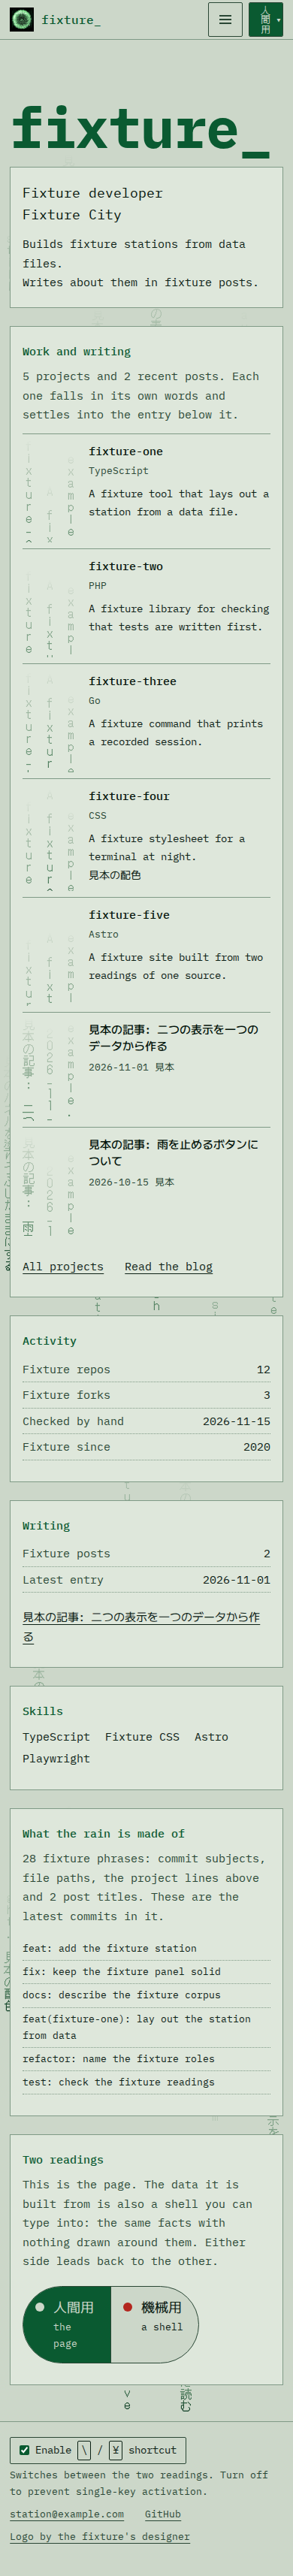 fixture_
人間用
fixture_
Fixture developer
Fixture City
Builds fixture stations from data
files.
Writes about them in fixture posts.
Work and writing
5 projects and 2 recent posts. Each
one falls in its own words and
settles into the entry below it.
fixture-one
TypeScript
A fixture tool that lays out a
station from a data file.
fixture-two
PHP
A fixture library for checking
that tests are written first.
fixture-three
Go
A fixture command that prints
a recorded session.
fixture-four
CSS
A fixture stylesheet for a
terminal at night.
見本の配色
fixture-five
Astro
A fixture site built from two
readings of one source.
見本の記事: 二つの表示を一つの
データから作る
2026-11-01 見本
見本の記事: 雨を止めるボタンに
ついて
2026-10-15 見本
All projects Read the blog
Activity
Fixture repos 12
Fixture forks 3
Checked by hand 2026-11-15
Fixture since 2020
Writing
Fixture posts 2
Latest entry 2026-11-01
見本の記事: 二つの表示を一つのデータから作
る
Skills
TypeScript Fixture CSS Astro
Playwright
What the rain is made of
28 fixture phrases: commit subjects,
file paths, the project lines above
and 2 post titles. These are the
latest commits in it.
feat: add the fixture station
fix: keep the fixture panel solid
docs: describe the fixture corpus
feat(fixture-one): lay out the station
from data
refactor: name the fixture roles
test: check the fixture readings
Two readings
This is the page. The data it is
built from is also a shell you can
type into: the same facts with
nothing drawn around them. Either
side leads back to the other.
人間用 機械用
the a shell
page
Enable \ / ¥ shortcut
Switches between the two readings. Turn off
to prevent single-key activation.
station@example.com GitHub
Logo by the fixture's designer